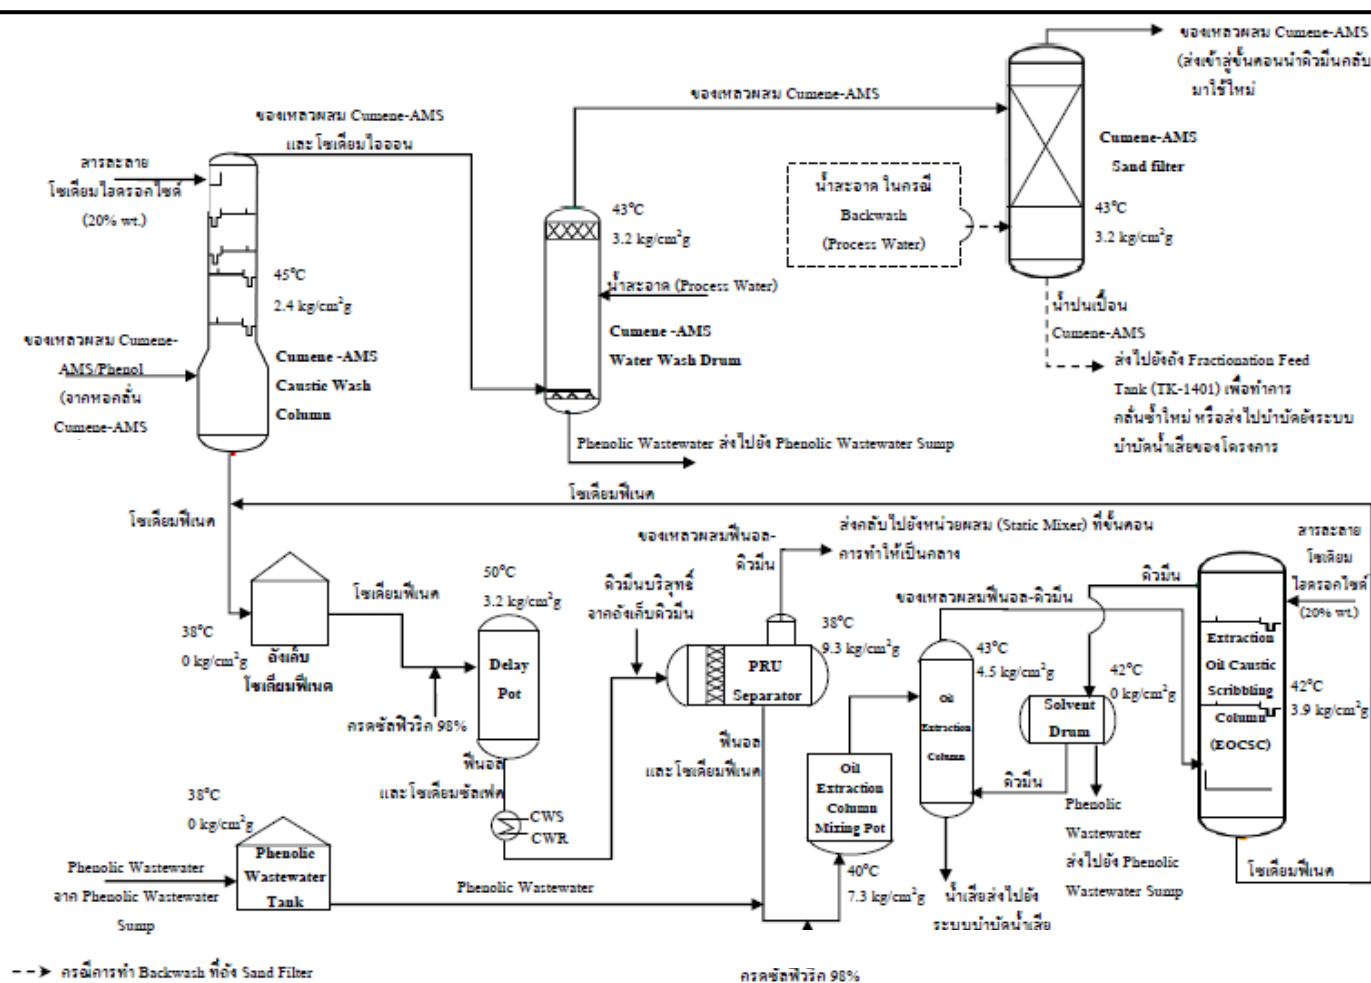 ของเหลวผสม Cumene-AMS
(ส่งเข้าสู่ขั้นตอนนำคิวมีนกลับ
มาใช้ใหม่
ของเหลวผสม Cumene-AMS
ของเหลวผสม Cumene-AMS
และโซเดียมไอออน
Cumene-AMS
Sand filter
สารละลาย
โซเดียมไฮดรอกไซด์
(20% wt.)
น้ำสะอาด ในกรณี
Backwash
(Process Water)
43°C
3.2 kg/cm²g
43°C
3.2 kg/cm²g
45°C
2.4 kg/cm²g
น้ำสะอาด (Process Water)
น้ำปนเปื้อน
Cumene-AMS
Cumene -AMS
Water Wash Drum
ของเหลวผสม Cumene-
AMS/Phenol
(จากหอกลั่น
Cumene-AMS
Cumene -AMS
Caustic Wash
Column
ส่งไปยังถัง Fractionation Feed
Tank (TK-1401) เพื่อทำการ
กลั่นซ้ำใหม่ หรือส่งไปบำบัดยังระบบ
บำบัดน้ำเสียของโครงการ
Phenolic Wastewater ส่งไปยัง Phenolic Wastewater Sump
โซเดียมฟีเนต
โซเดียมฟีเนต
ของเหลวผสมฟีนอล-
คิวมีน
ส่งกลับไปยังหน่วยผสม (Static Mixer) ที่ขั้นตอน
การทำให้เป็นกลาง
สารละลาย
โซเดียม
ไฮดรอกไซด์
(20% wt.)
50°C
3.2 kg/cm²g
คิวมีนบริสุทธิ์
จากถังเก็บคิวมีน
คิวมีน
โซเดียมฟีเนต
ของเหลวผสมฟีนอล-คิวมีน
38°C
0 kg/cm²g
ถังเก็บ
โซเดียมฟีเนต
Delay
Pot
38°C
9.3 kg/cm²g
PRU
Separator
43°C
4.5 kg/cm²g
Oil
Extraction
Column
42°C
0 kg/cm²g
Solvent
Drum
Extraction
Oil Caustic
Scribbling
Column
(EOCSC)
42°C
3.9 kg/cm²g
กรดซัลฟิวริค 98%
ฟีนอล
และโซเดียมซัลเฟต
ฟีนอล
และโซเดียมฟีเนต
Oil
Extraction
Column
Mixing Pot
คิวมีน
38°C
0 kg/cm²g
CWS
CWR
Phenolic
Wastewater
ส่งไปยัง Phenolic
Wastewater Sump
Phenolic Wastewater
จาก Phenolic Wastewater
Sump
Phenolic
Wastewater
Tank
Phenolic Wastewater
40°C
7.3 kg/cm²g
น้ำเสียส่งไปยัง
ระบบบำบัดน้ำเสีย
โซเดียมฟีเนต
กรณีการทำ Backwash ที่ถัง Sand Filter
กรดซัลฟิวริก 98%